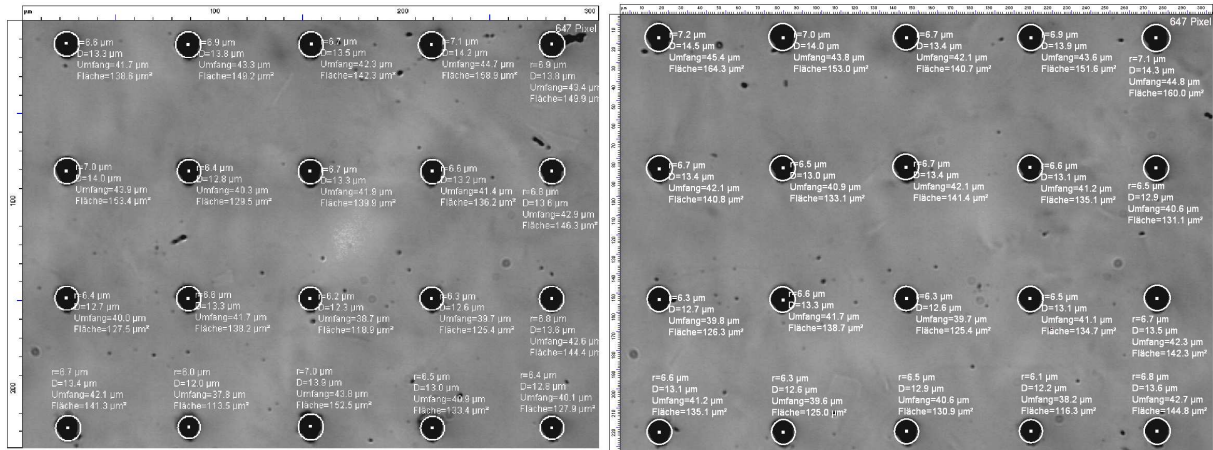 µm 100 200 300
647 Pixel
r=6.6 µm
D=13.3 µm
Umfang=41.7 µm
Fläche=138.6 µm²
r=6.9 µm
D=13.8 µm
Umfang=43.3 µm
Fläche=149.2 µm²
r=6.7 µm
D=13.5 µm
Umfang=42.3 µm
Fläche=142.3 µm²
r=7.1 µm
D=14.2 µm
Umfang=44.7 µm
Fläche=158.9 µm²
r=6.9 µm
D=13.8 µm
Umfang=43.4 µm
Fläche=149.9 µm
100
r=7.0 µm
D=14.0 µm
Umfang=43.9 µm
Fläche=153.4 µm²
r=6.4 µm
D=12.8 µm
Umfang=40.3 µm
Fläche=129.5 µm²
r=6.7 µm
D=13.3 µm
Umfang=41.9 µm
Fläche=139.9 µm²
r=6.6 µm
D=13.2 µm
Umfang=41.4 µm
Fläche=136.2 µm²
r=6.8 µm
D=13.6 µm
Umfang=42.9 µm
Fläche=146.3 µm²
r=6.4 µm
D=12.7 µm
Umfang=40.0 µm
Fläche=127.5 µm²
r=6.6 µm
D=13.3 µm
Umfang=41.7 µm
Fläche=138.2 µm²
r=6.2 µm
D=12.3 µm
Umfang=38.7 µm
Fläche=118.9 µm²
r=6.3 µm
D=12.6 µm
Umfang=39.7 µm
Fläche=125.4 µm²
r=6.8 µm
D=13.6 µm
Umfang=42.6 µm
Fläche=144.4 µm
200
r=6.7 µm
D=13.4 µm
Umfang=42.1 µm
Fläche=141.3 µm²
r=6.0 µm
D=12.0 µm
Umfang=37.8 µm
Fläche=113.5 µm²
r=7.0 µm
D=13.9 µm
Umfang=43.8 µm
Fläche=152.5 µm²
r=6.5 µm
D=13.0 µm
Umfang=40.9 µm
Fläche=133.4 µm²
r=6.4 µm
D=12.8 µm
Umfang=40.1 µm
Fläche=127.9 µm²
647 Pixel
r=7.2 µm
D=14.5 µm
Umfang=45.4 µm
Fläche=164.3 µm²
r=7.0 µm
D=14.0 µm
Umfang=43.8 µm
Fläche=153.0 µm²
r=6.7 µm
D=13.4 µm
Umfang=42.1 µm
Fläche=140.7 µm²
r=6.9 µm
D=13.9 µm
Umfang=43.6 µm
Fläche=151.6 µm²
r=7.1 µm
D=14.3 µm
Umfang=44.8 µm
Fläche=160.0 µm²
r=6.7 µm
D=13.4 µm
Umfang=42.1 µm
Fläche=140.8 µm²
r=6.5 µm
D=13.0 µm
Umfang=40.9 µm
Fläche=133.1 µm²
r=6.7 µm
D=13.4 µm
Umfang=42.1 µm
Fläche=141.4 µm²
r=6.6 µm
D=13.1 µm
Umfang=41.2 µm
Fläche=135.1 µm²
r=6.5 µm
D=12.9 µm
Umfang=40.6 µm
Fläche=131.1 µm²
r=6.3 µm
D=12.7 µm
Umfang=39.8 µm
Fläche=126.3 µm²
r=6.6 µm
D=13.3 µm
Umfang=41.7 µm
Fläche=138.7 µm²
r=6.3 µm
D=12.6 µm
Umfang=39.7 µm
Fläche=125.4 µm²
r=6.5 µm
D=13.1 µm
Umfang=41.1 µm
Fläche=134.7 µm²
r=6.7 µm
D=13.5 µm
Umfang=42.3 µm
Fläche=142.3 µm²
r=6.6 µm
D=13.1 µm
Umfang=41.2 µm
Fläche=135.1 µm²
r=6.3 µm
D=12.6 µm
Umfang=39.6 µm
Fläche=125.0 µm²
r=6.5 µm
D=12.9 µm
Umfang=40.6 µm
Fläche=130.9 µm²
r=6.1 µm
D=12.2 µm
Umfang=38.2 µm
Fläche=116.3 µm²
r=6.8 µm
D=13.6 µm
Umfang=42.7 µm
Fläche=144.8 µm²